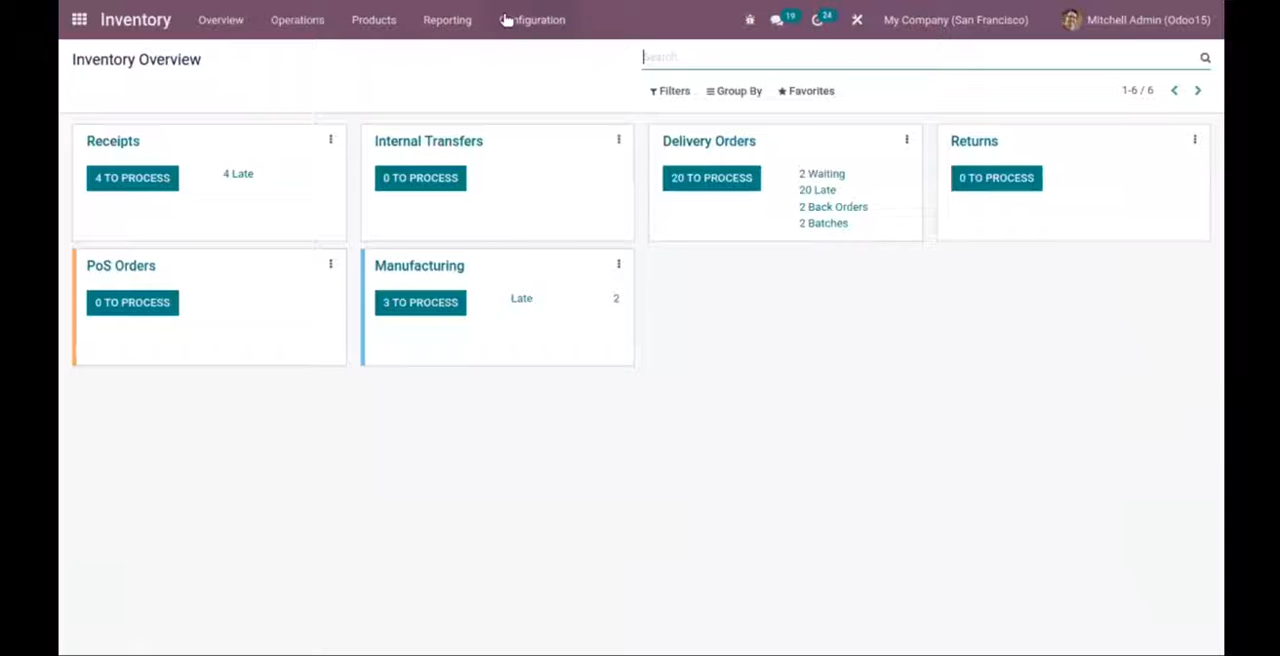 Inventory Overview Operations Products Reporting Configuration 19 24 My Company (San Francisco) Mitchell Admin (Odoo15)
Inventory Overview
Search...
Filters Group By Favorites 1-6 / 6
Receipts
4 TO PROCESS
4 Late
Internal Transfers
0 TO PROCESS
Delivery Orders
20 TO PROCESS
2 Waiting
20 Late
2 Back Orders
2 Batches
Returns
0 TO PROCESS
PoS Orders
0 TO PROCESS
Manufacturing
3 TO PROCESS
Late 2